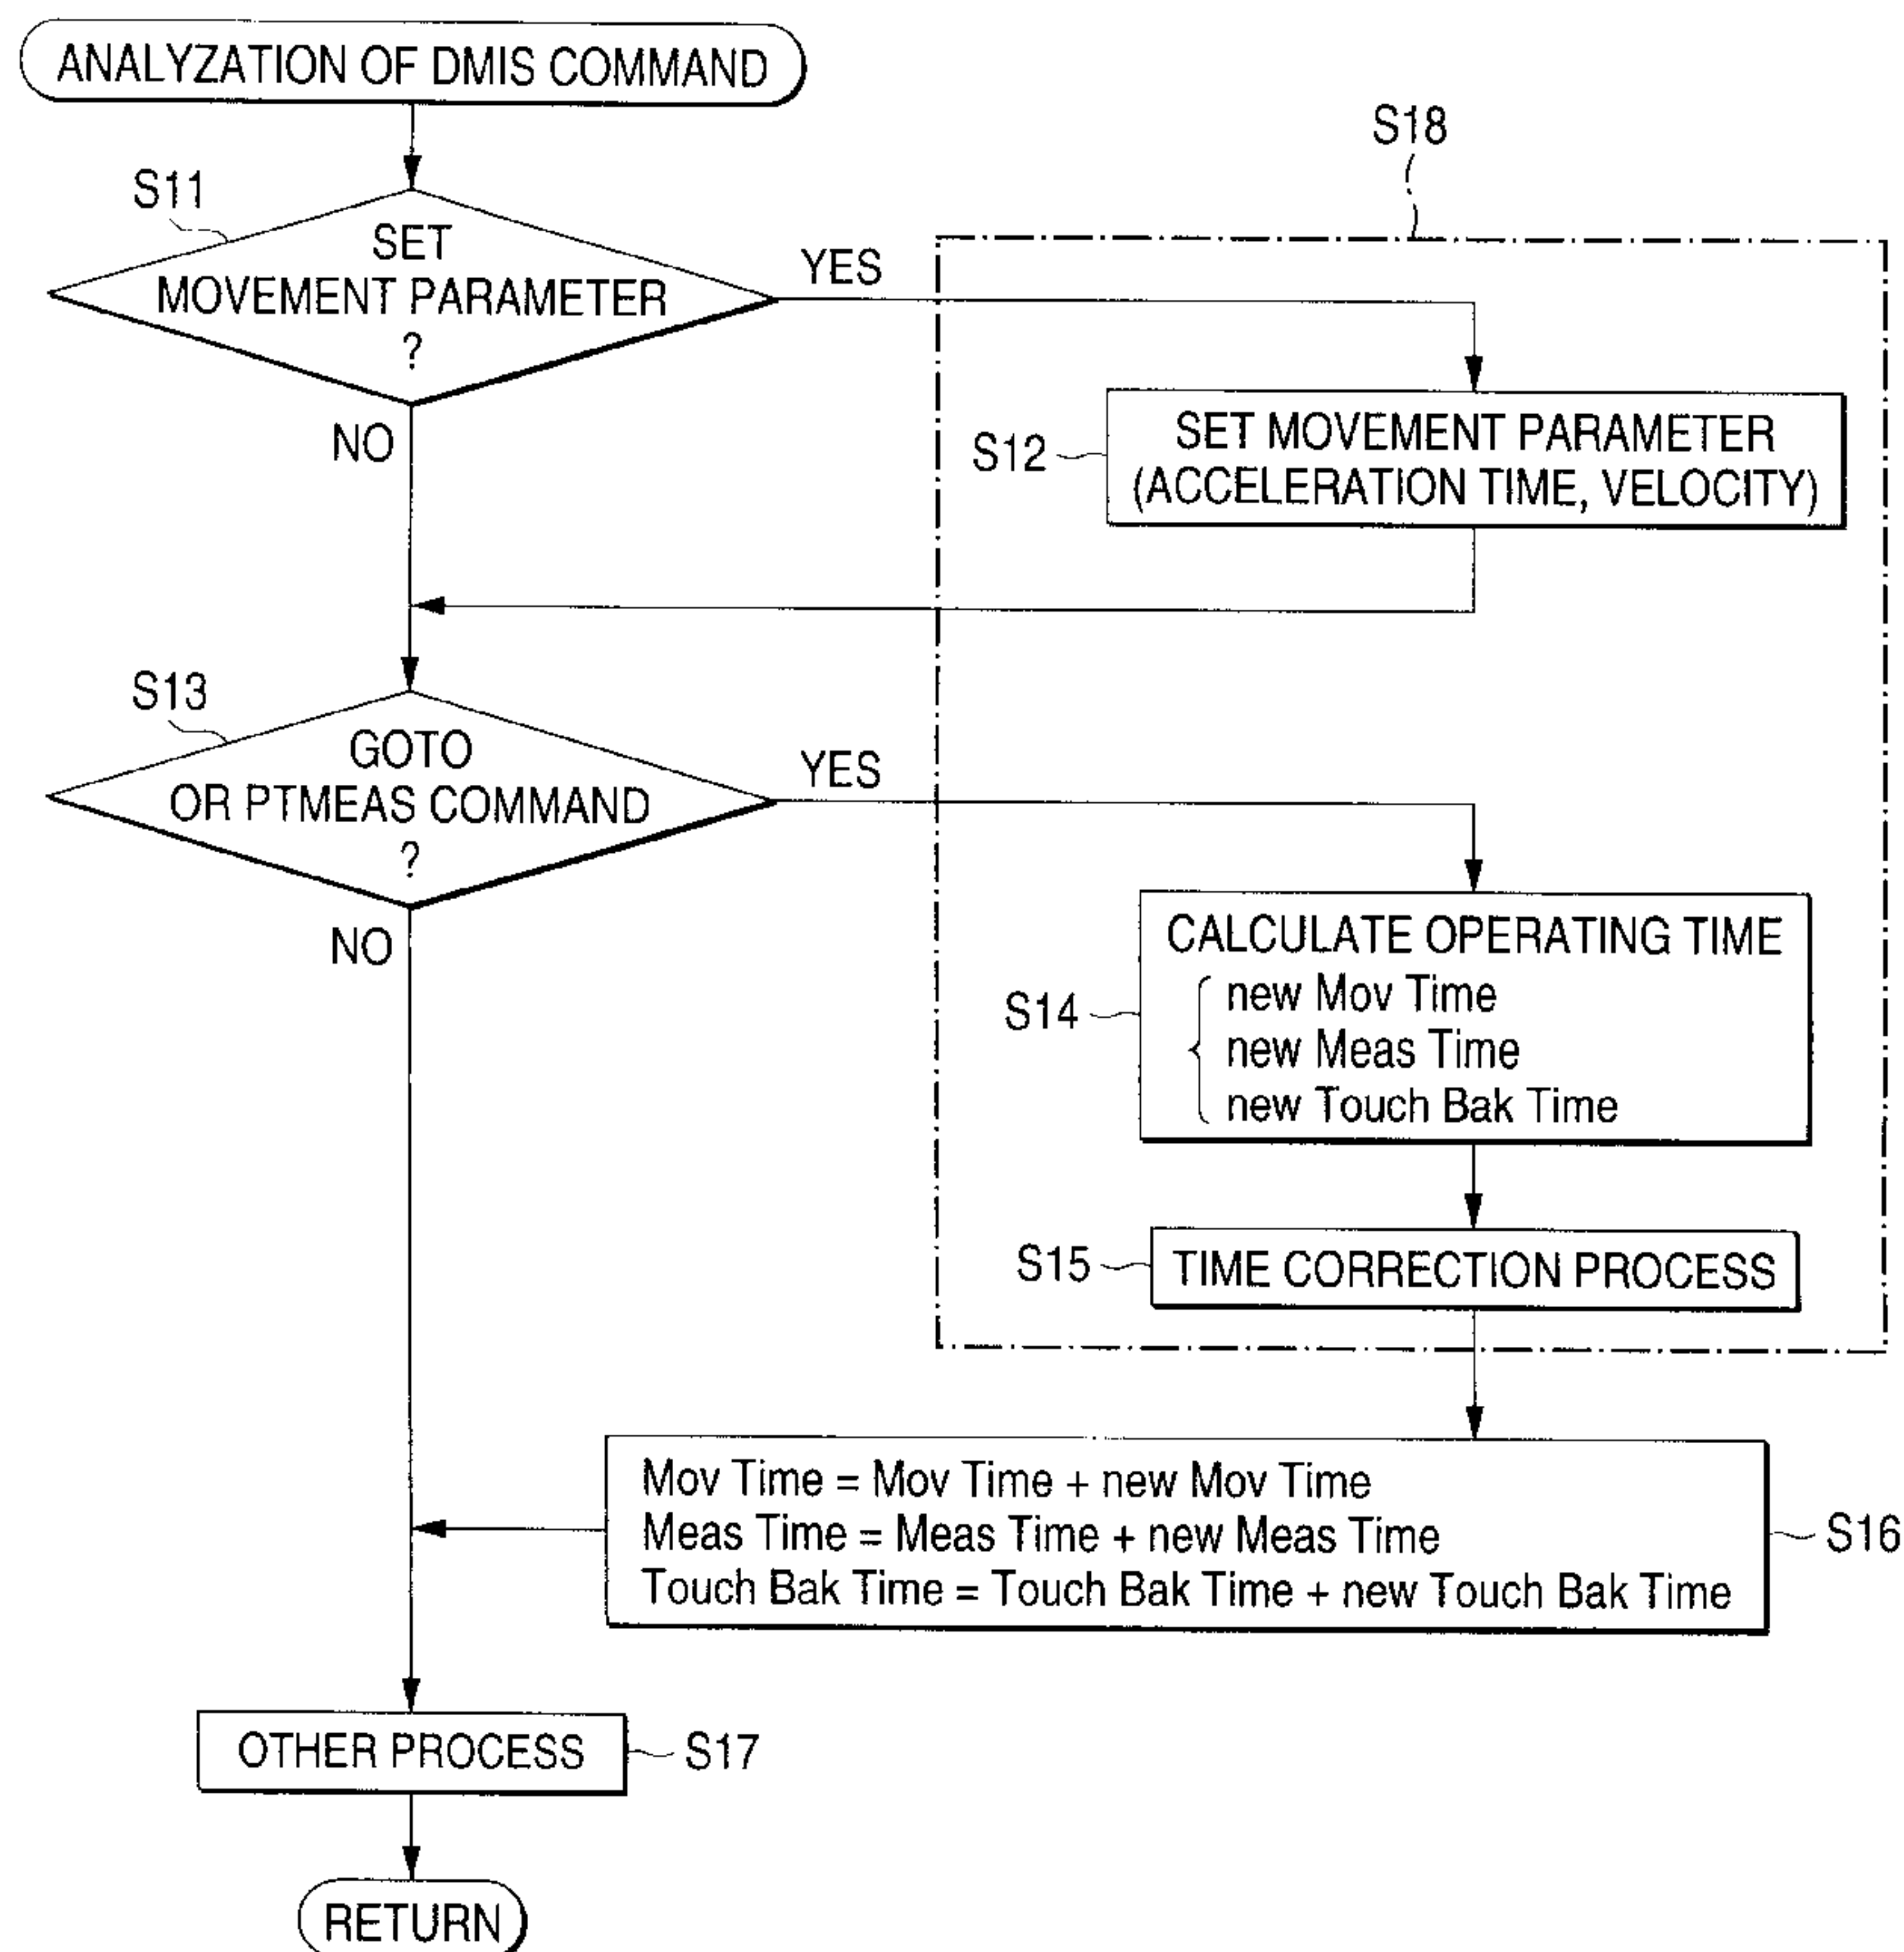 ANALYZATION OF DMIS COMMAND
S18
S11
SET
MOVEMENT PARAMETER
?
YES
NO
S12
SET MOVEMENT PARAMETER
(ACCELERATION TIME, VELOCITY)
S13
GOTO
OR PTMEAS COMMAND
?
YES
NO
CALCULATE OPERATING TIME
S14
new Mov Time
new Meas Time
new Touch Bak Time
S15
TIME CORRECTION PROCESS
Mov Time = Mov Time + new Mov Time
Meas Time = Meas Time + new Meas Time
Touch Bak Time = Touch Bak Time + new Touch Bak Time
S16
OTHER PROCESS
S17
RETURN